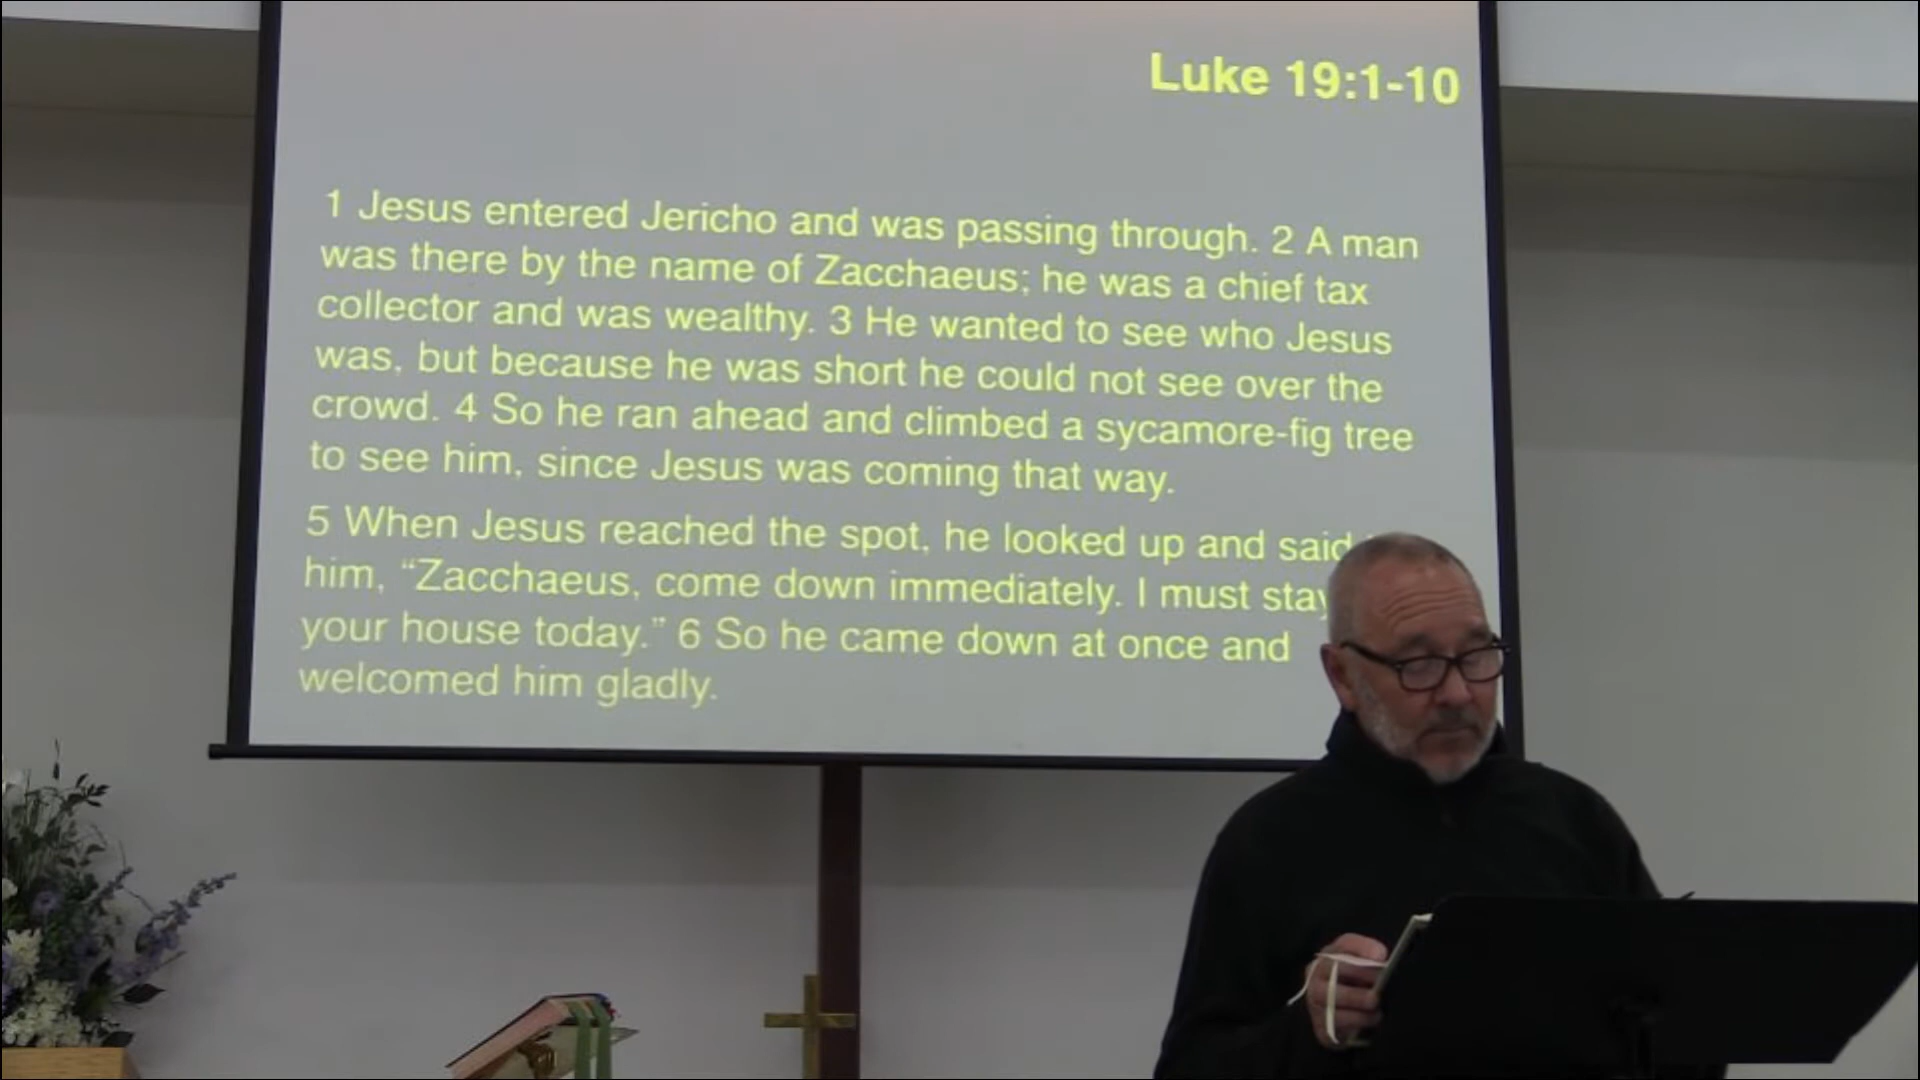 Luke 19:1-10
1 Jesus entered Jericho and was passing through. 2 A man
was there by the name of Zacchaeus; he was a chief tax
collector and was wealthy. 3 He wanted to see who Jesus
was, but because he was short he could not see over the
crowd. 4 So he ran ahead and climbed a sycamore-fig tree
to see him, since Jesus was coming that way.
5 When Jesus reached the spot, he looked up and said
him, “Zacchaeus, come down immediately. I must stay
your house today.” 6 So he came down at once and
welcomed him gladly.